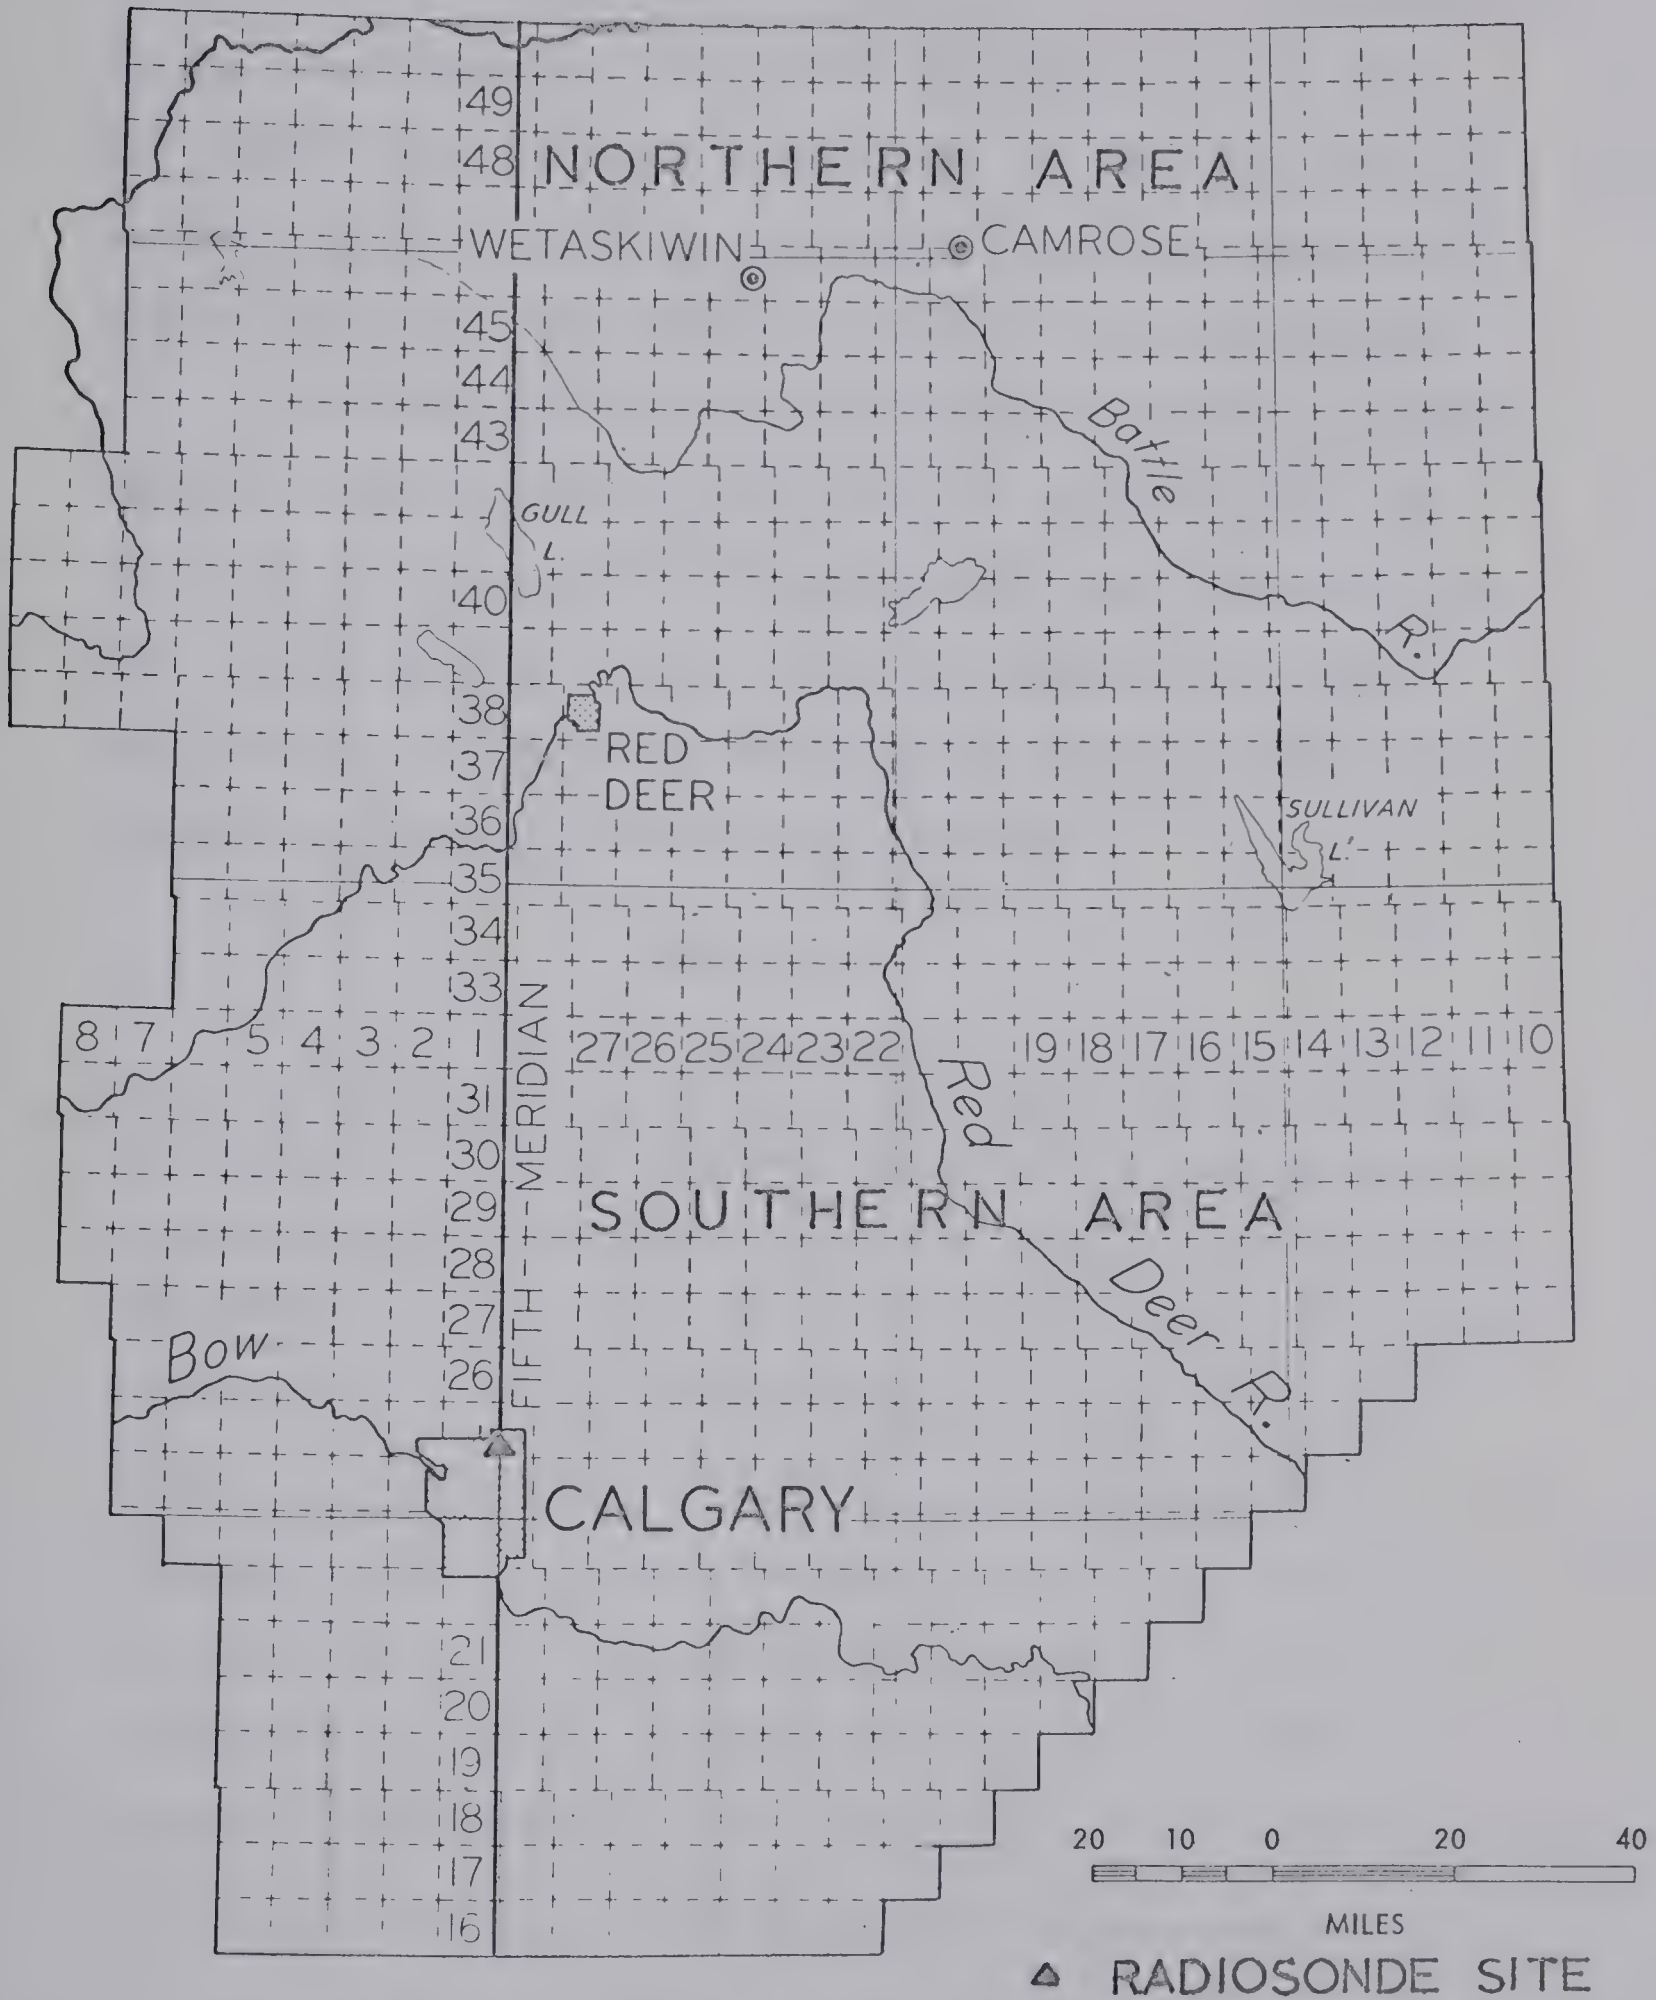 49
48 NORTHERN AREA
WETASKIWIN CAMROSE
45
44
43
Battle
GULL
L.
40
R.
38
RED
37
DEER
36
SULLIVAN
L.
35
34
33
8 7 5 4 3 2 1 27 26 25 24 23 22 19 18 17 16 15 14 13 12 11 10
FIFTH MERIDIAN
Red
31
30
29
SOUTHERN AREA
28
Deer
27
Bow
26
R.
CALGARY
21
20
19
18
17
16
20 10 0 20 40
MILES
RADIOSONDE SITE